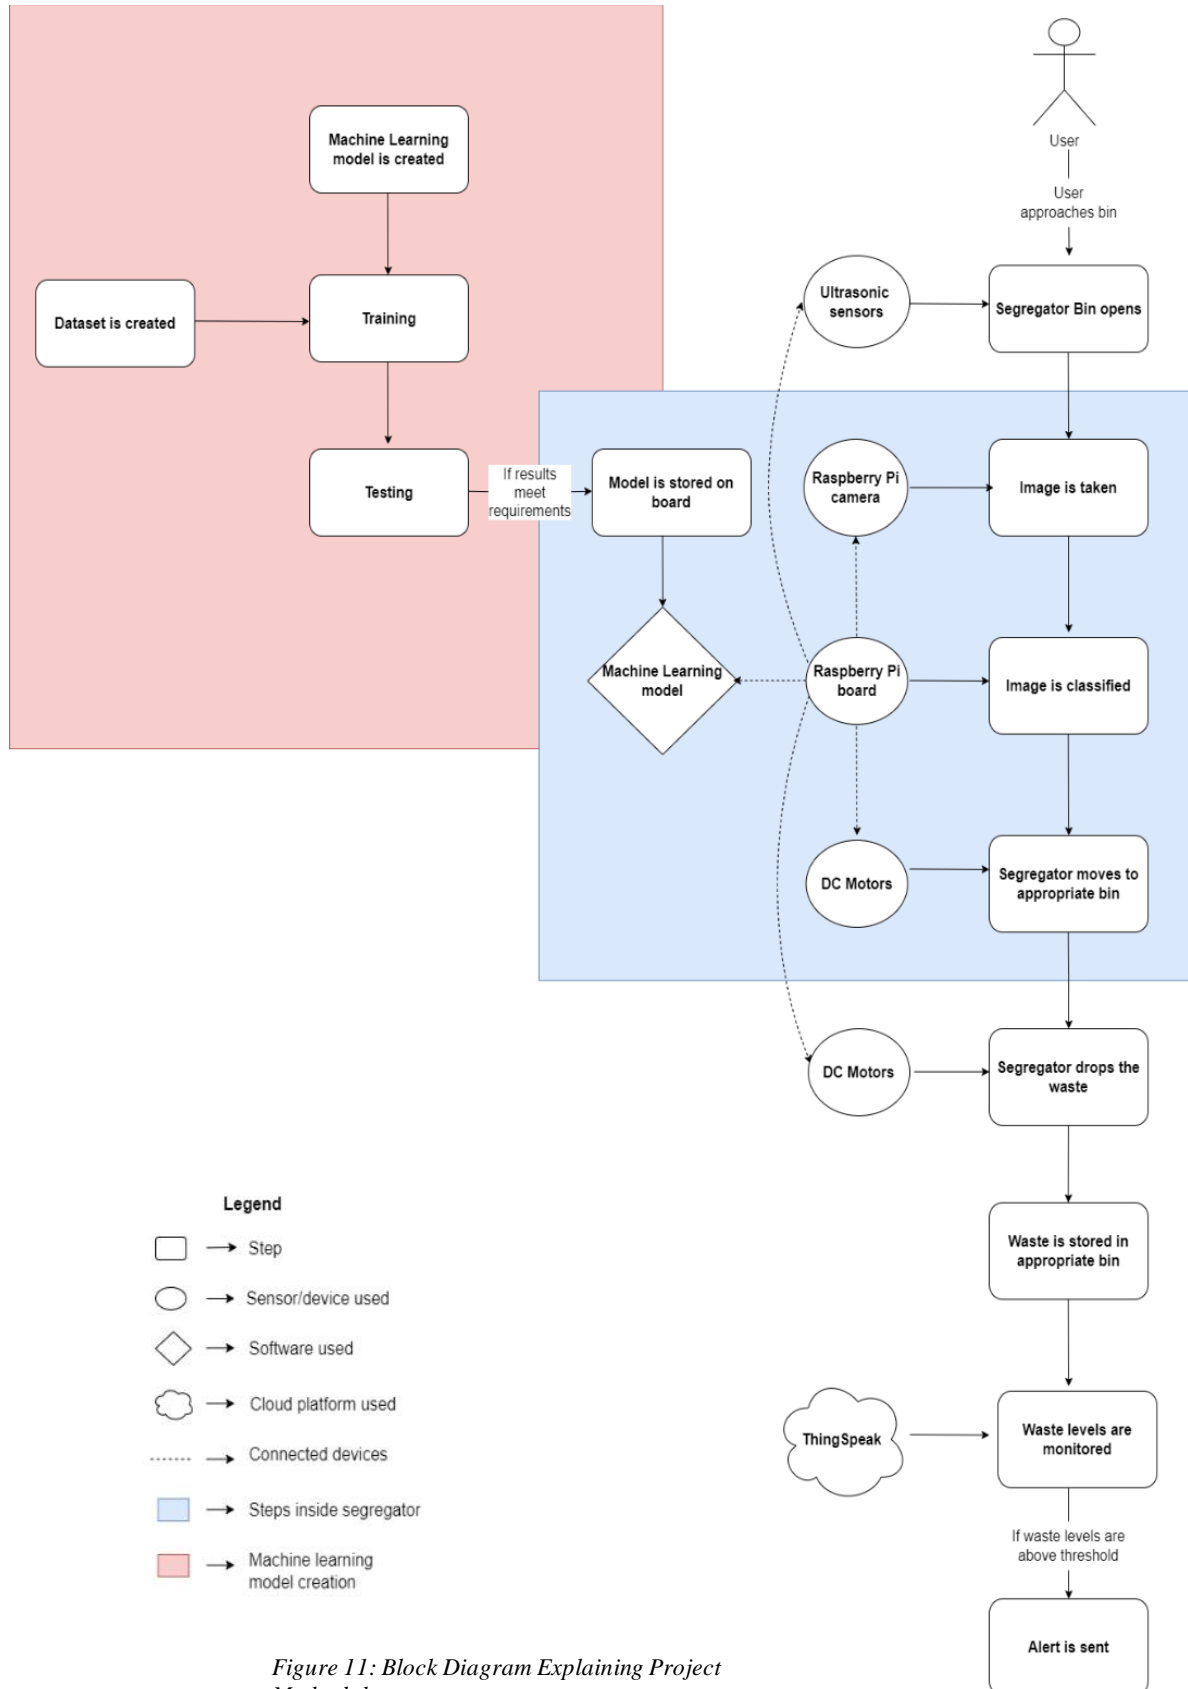 User
User
approaches bin
Machine Learning
model is created
Dataset is created
Training
Testing
If results
meet
requirements
Model is stored on
board
Machine Learning
model
Ultrasonic
sensors
Segregator Bin opens
Raspberry Pi
camera
Image is taken
Raspberry Pi
board
Image is classified
DC Motors
Segregator moves to
appropriate bin
DC Motors
Segregator drops the
waste
Waste is stored in
appropriate bin
ThingSpeak
Waste levels are
monitored
If waste levels are
above threshold
Alert is sent
Legend
Step
Sensor/device used
Software used
Cloud platform used
Connected devices
Steps inside segregator
Machine learning
model creation
Figure 11: Block Diagram Explaining Project